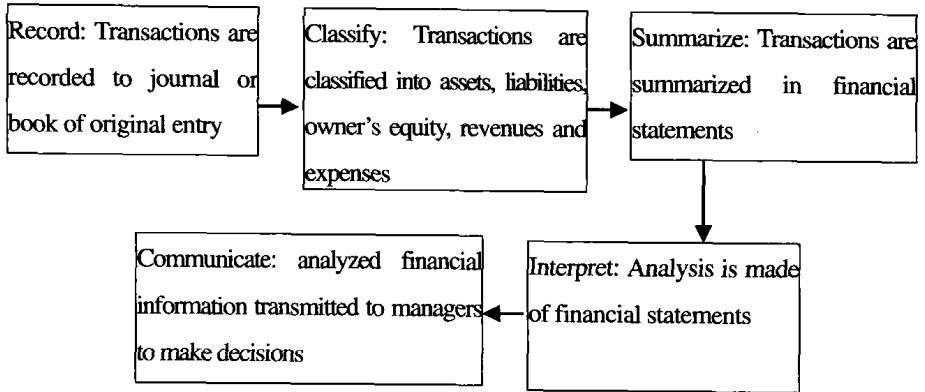 Record: Transactions are
recorded to journal or
book of original entry
Classify: Transactions are
classified into assets, liabilities,
owner's equity, revenues and
expenses
Summarize: Transactions are
summarized in financial
statements
Interpret: Analysis is made
of financial statements
Communicate: analyzed financial
information transmitted to managers
to make decisions